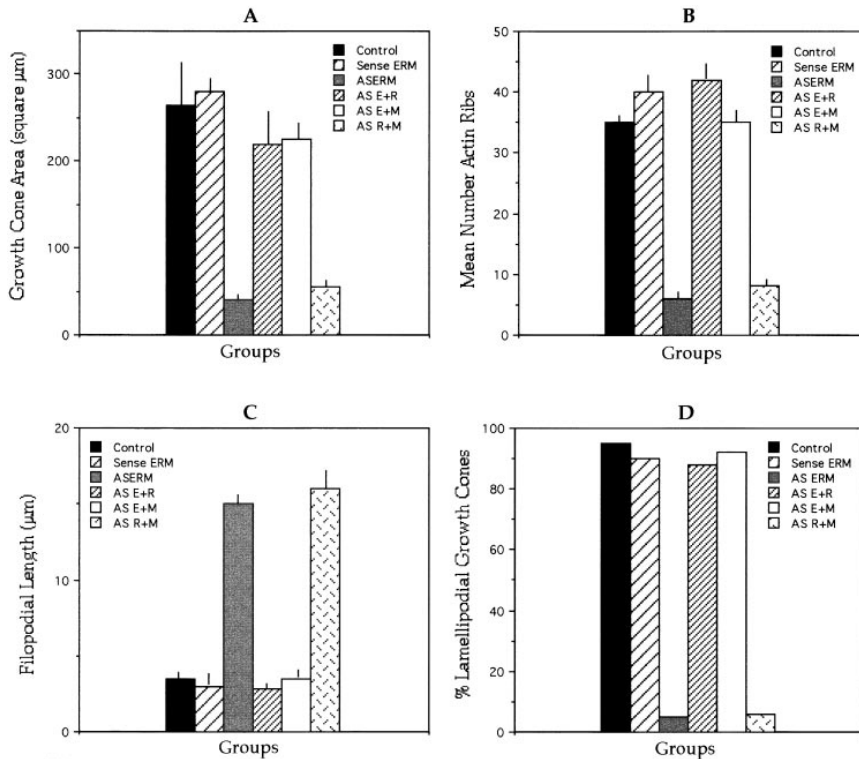 A
Growth Cone Area (square μm)
300
200
100
0
Control
Sense ERM
ASERM
AS E+R
AS E+M
AS R+M
Groups
B
Mean Number Actin Ribs
50
40
30
20
10
0
Control
Sense ERM
ASERM
AS E+R
AS E+M
AS R+M
Groups
C
Filopodial Length (μm)
20
10
0
Control
Sense ERM
ASERM
AS E+R
AS E+M
AS R+M
Groups
D
% Lamellipodial Growth Cones
100
80
60
40
20
0
Control
Sense ERM
AS ERM
AS E+R
AS E+M
AS R+M
Groups